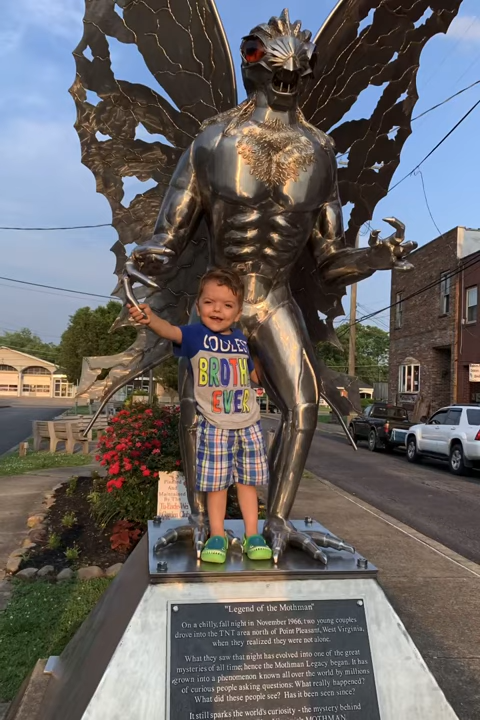 COOLEST
BROTH
EVER
"Legend of the Mothman"
On a chilly, fall night in November 1966, two young couples
drove into the TNT area north of Point Pleasant, West Virginia,
when they realized they were not alone.
What they saw that night has evolved into one of the great
mysteries of all time; hence the Mothman Legacy began. It has
grown into a phenomenon known all over the world by millions
of curious people asking questions: What really happened?
What did these people see? Has it been seen since?
It still sparks the world's curiosity - the mystery behind
MOTHMAN